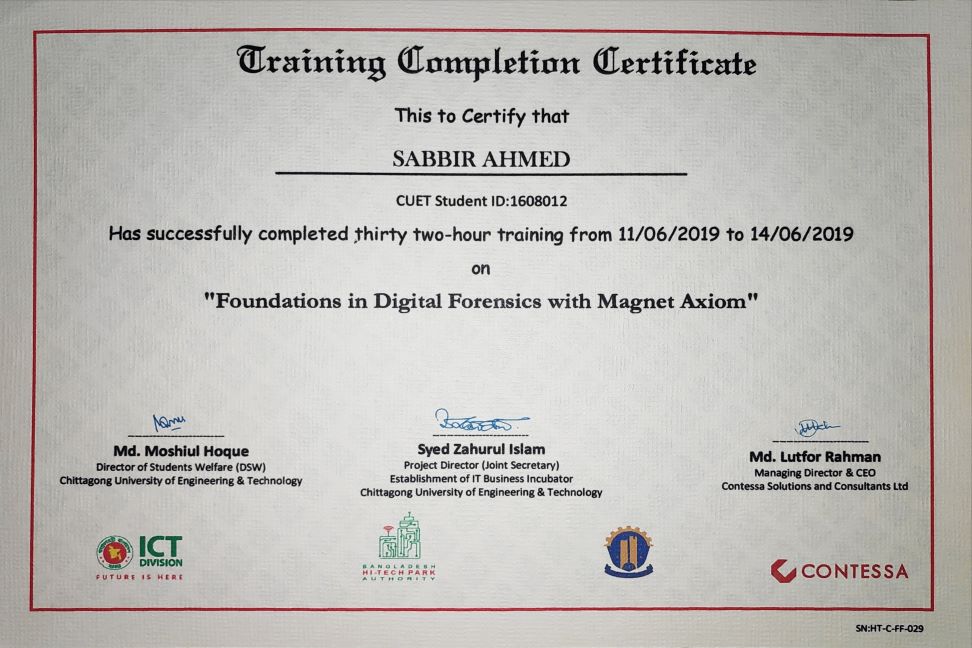 Training Completion Certificate
This to Certify that
SABBIR AHMED
CUET Student ID:1608012
Has successfully completed ,thirty two-hour training from 11/06/2019 to 14/06/2019
on
"Foundations in Digital Forensics with Magnet Axiom"
Md. Moshiul Hoque
Director of Students Welfare (DSW)
Chittagong University of Engineering & Technology
Syed Zahurul Islam
Project Director (Joint Secretary)
Establishment of IT Business Incubator
Chittagong University of Engineering & Technology
Md. Lutfor Rahman
Managing Director & CEO
Contessa Solutions and Consultants Ltd
ICT
DIVISION
FUTURE IS HERE
BANGLADESH
HI-TECH PARK
AUTHORITY
CONTESSA
SN:HT-C-FF-029